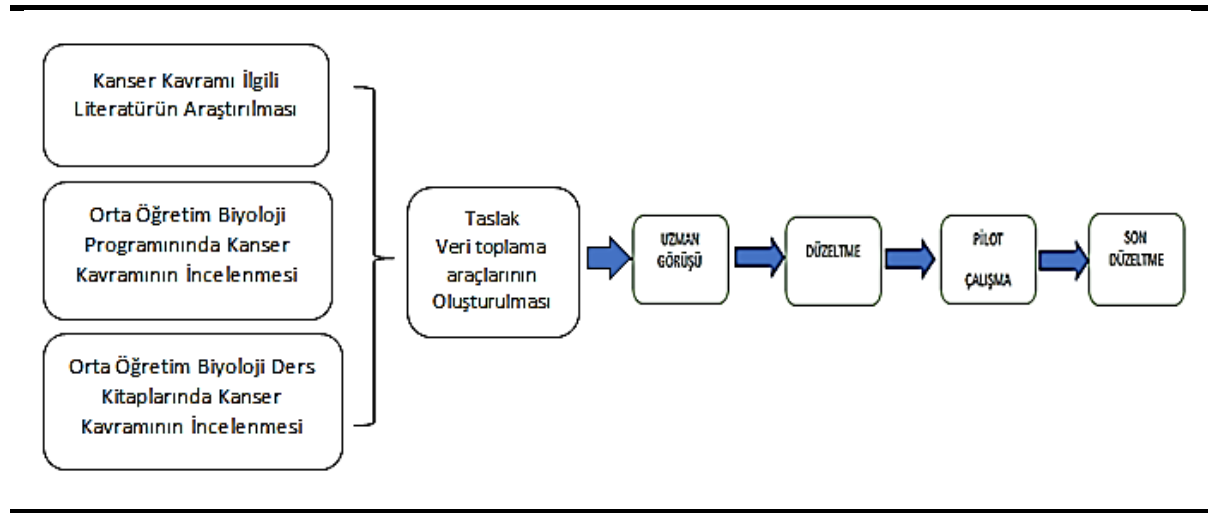 Kanser Kavramı İlgili
Literatürün Araştırılması
Orta Öğretim Biyoloji
Programınında Kanser
Kavramının İncelenmesi
Orta Öğretim Biyoloji Ders
Kitaplarında Kanser
Kavramının İncelenmesi
Taslak
Veri toplama
araçlarının
Oluşturulması
UZMAN
GÖRÜŞÜ
DÜZELTME
PİLOT
ÇALIŞMA
SON
DÜZELTME